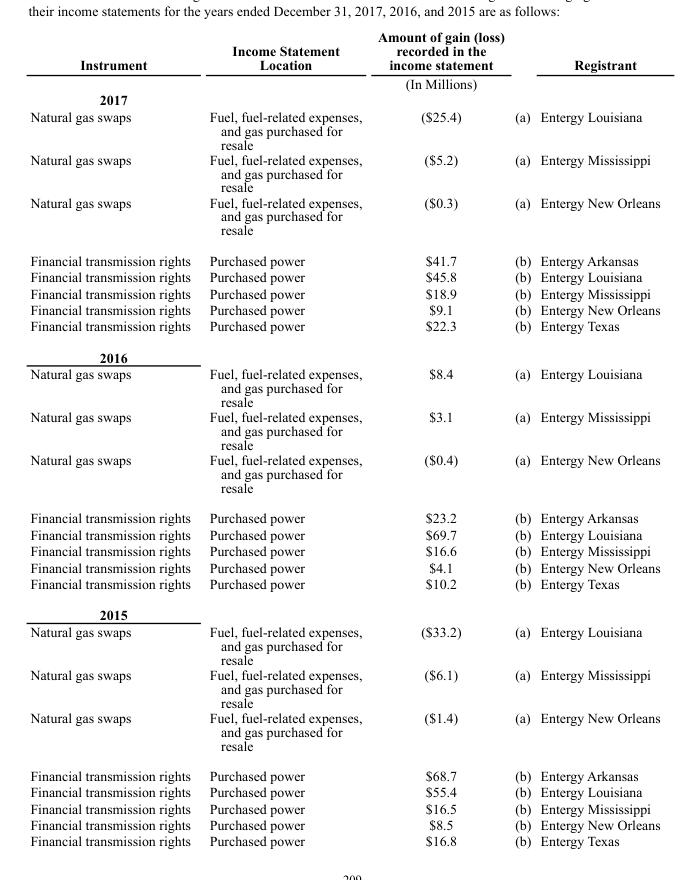 their income statements for the years ended December 31, 2017, 2016, and 2015 are as follows:
Instrument Income Statement Location Amount of gain (loss) recorded in the income statement Registrant
(In Millions)
2017
Natural gas swaps Fuel, fuel-related expenses, ($25.4) (a) Entergy Louisiana
and gas purchased for
resale
Natural gas swaps Fuel, fuel-related expenses, ($5.2) (a) Entergy Mississippi
and gas purchased for
resale
Natural gas swaps Fuel, fuel-related expenses, ($0.3) (a) Entergy New Orleans
and gas purchased for
resale
Financial transmission rights Purchased power $41.7 (b) Entergy Arkansas
Financial transmission rights Purchased power $45.8 (b) Entergy Louisiana
Financial transmission rights Purchased power $18.9 (b) Entergy Mississippi
Financial transmission rights Purchased power $9.1 (b) Entergy New Orleans
Financial transmission rights Purchased power $22.3 (b) Entergy Texas
2016
Natural gas swaps Fuel, fuel-related expenses, $8.4 (a) Entergy Louisiana
and gas purchased for
resale
Natural gas swaps Fuel, fuel-related expenses, $3.1 (a) Entergy Mississippi
and gas purchased for
resale
Natural gas swaps Fuel, fuel-related expenses, ($0.4) (a) Entergy New Orleans
and gas purchased for
resale
Financial transmission rights Purchased power $23.2 (b) Entergy Arkansas
Financial transmission rights Purchased power $69.7 (b) Entergy Louisiana
Financial transmission rights Purchased power $16.6 (b) Entergy Mississippi
Financial transmission rights Purchased power $4.1 (b) Entergy New Orleans
Financial transmission rights Purchased power $10.2 (b) Entergy Texas
2015
Natural gas swaps Fuel, fuel-related expenses, ($33.2) (a) Entergy Louisiana
and gas purchased for
resale
Natural gas swaps Fuel, fuel-related expenses, ($6.1) (a) Entergy Mississippi
and gas purchased for
resale
Natural gas swaps Fuel, fuel-related expenses, ($1.4) (a) Entergy New Orleans
and gas purchased for
resale
Financial transmission rights Purchased power $68.7 (b) Entergy Arkansas
Financial transmission rights Purchased power $55.4 (b) Entergy Louisiana
Financial transmission rights Purchased power $16.5 (b) Entergy Mississippi
Financial transmission rights Purchased power $8.5 (b) Entergy New Orleans
Financial transmission rights Purchased power $16.8 (b) Entergy Texas